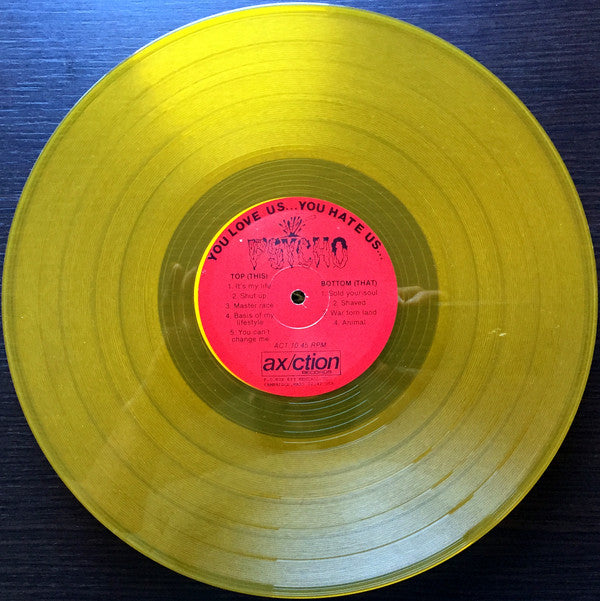 YOU LOVE US...YOU HATE US...
PSYCHO
TOP (THIS)
1. It's my life
2. Shut up
3. Master race
4. Basis of my
lifestyle
5. You can't
change me
BOTTOM (THAT)
1. Sold your soul
2. Shaved
War torn land
4. Animal
ACT 10 45 RPM
ax/ction
RECORDS